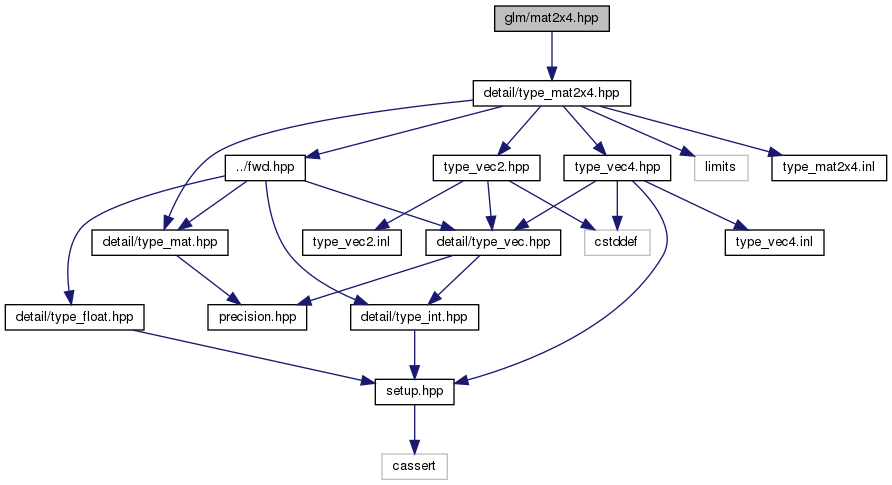 glm/mat2x4.hpp
detail/type_mat2x4.hpp
.../fwd.hpp
type_vec2.hpp
type_vec4.hpp
limits
type_mat2x4.inl
detail/type_mat.hpp
type_vec2.inl
detail/type_vec.hpp
cstddef
type_vec4.inl
detail/type_float.hpp
precision.hpp
detail/type_int.hpp
setup.hpp
cassert